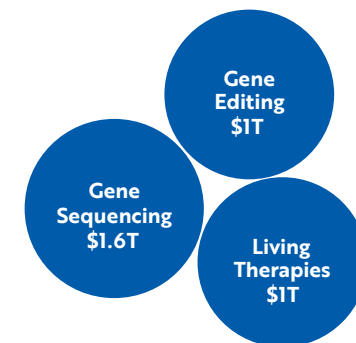 Gene
Editing
$1T
Gene
Sequencing
$1.6T
Living
Therapies
$1T